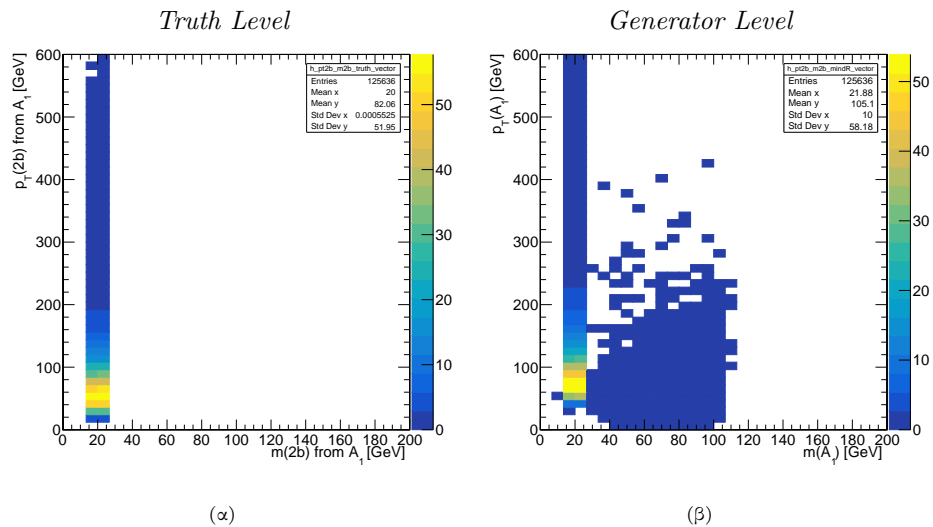 Truth Level
Generator Level
h_pt2b_m2b_truth_vector
Entries 125636
Mean x 20
Mean y 82.06
Std Dev x 0.0005525
Std Dev y 51.95
p_T(2b) from A_1 [GeV]
600
500
400
300
200
100
0
0 20 40 60 80 100 120 140 160 180 200
m(2b) from A_1 [GeV]
50
40
30
20
10
0
(α)
h_pt2b_m2b_mindR_vector
Entries 125636
Mean x 21.88
Mean y 105.1
Std Dev x 10
Std Dev y 58.18
p_T(A_1) [GeV]
600
500
400
300
200
100
0
0 20 40 60 80 100 120 140 160 180 200
m(A_1) [GeV]
50
40
30
20
10
0
(β)